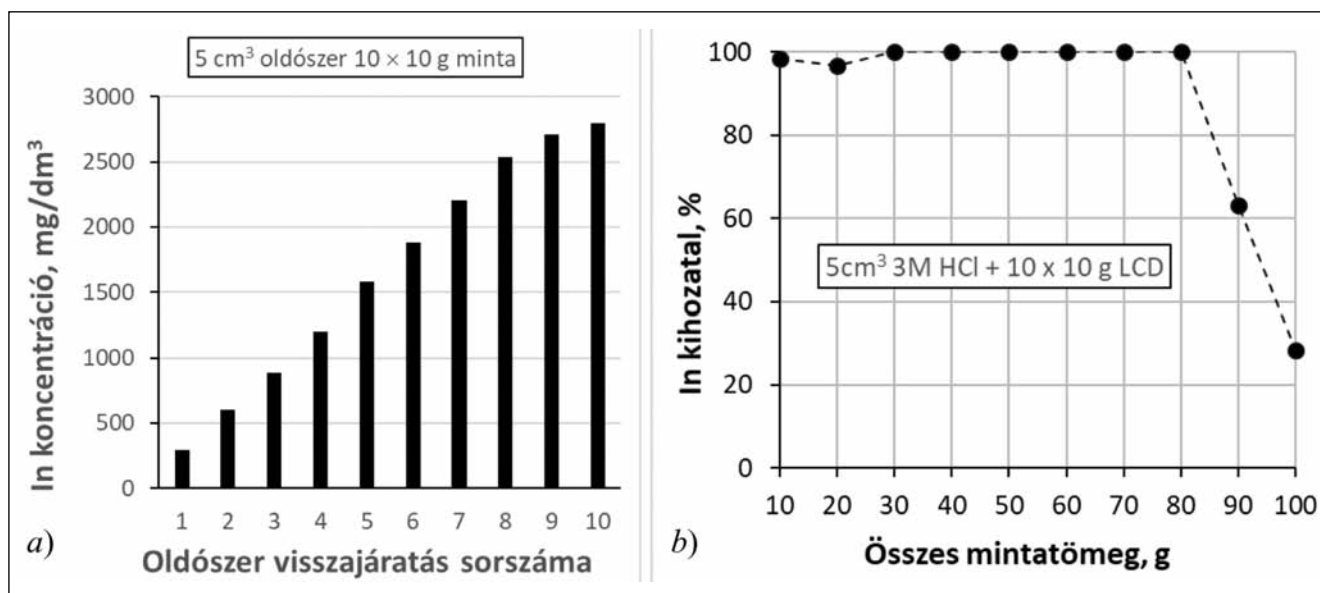 5 cm³ oldószer 10 × 10 g minta
In koncentráció, mg/dm³
3000
2500
2000
1500
1000
500
0
1 2 3 4 5 6 7 8 9 10
Oldószer visszajáratás sorszáma
a)
In kihozatal, %
100
80
60
40
20
0
5cm³ 3M HCl + 10 x 10 g LCD
10 20 30 40 50 60 70 80 90 100
Összes mintatömeg, g
b)